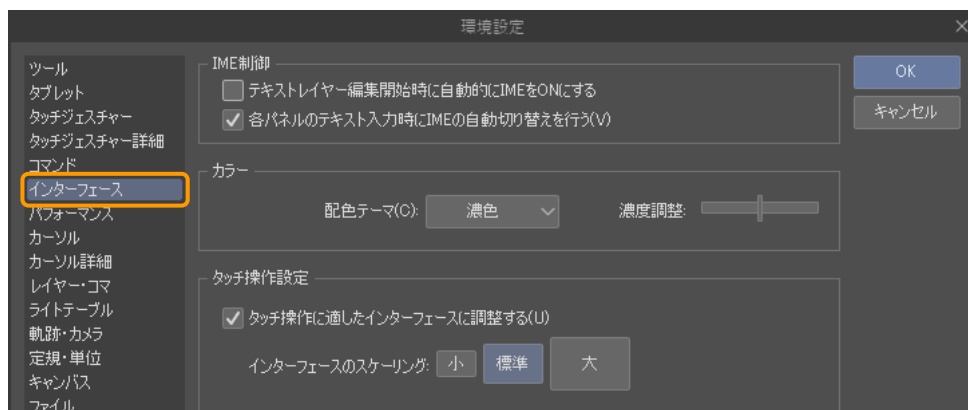 環境設定
ツール
タブレット
タッチジェスチャー
タッチジェスチャー詳細
コマンド
インターフェース
パフォーマンス
カーソル
カーソル詳細
レイヤー・コマ
ライトテーブル
軌跡・カメラ
定規・単位
キャンバス
ファイル
IME制御
テキストレイヤー編集開始時に自動的にIMEをONにする
各パネルのテキスト入力時にIMEの自動切り替えを行う(V)
カラー
配色テーマ(C): 濃色 濃度調整:
タッチ操作設定
タッチ操作に適したインターフェースに調整する(U)
インターフェースのスケーリング: 小 標準 大
OK
キャンセル